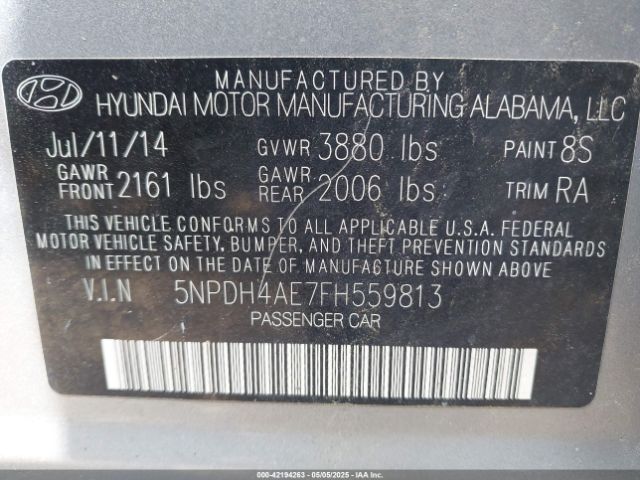 MANUFACTURED BY
HYUNDAI MOTOR MANUFACTURING ALABAMA, LLC
Jul/11/14 GVWR 3880 lbs PAINT 8S
GAWR FRONT 2161 lbs GAWR REAR 2006 lbs TRIM RA
THIS VEHICLE CONFORMS TO ALL APPLICABLE U.S.A. FEDERAL
MOTOR VEHICLE SAFETY, BUMPER, AND THEFT PREVENTION STANDARDS
IN EFFECT ON THE DATE OF MANUFACTURE SHOWN ABOVE
V.I.N 5NPDH4AE7FH559813
PASSENGER CAR
000-42194263 - 05/05/2025 - IAA, Inc.